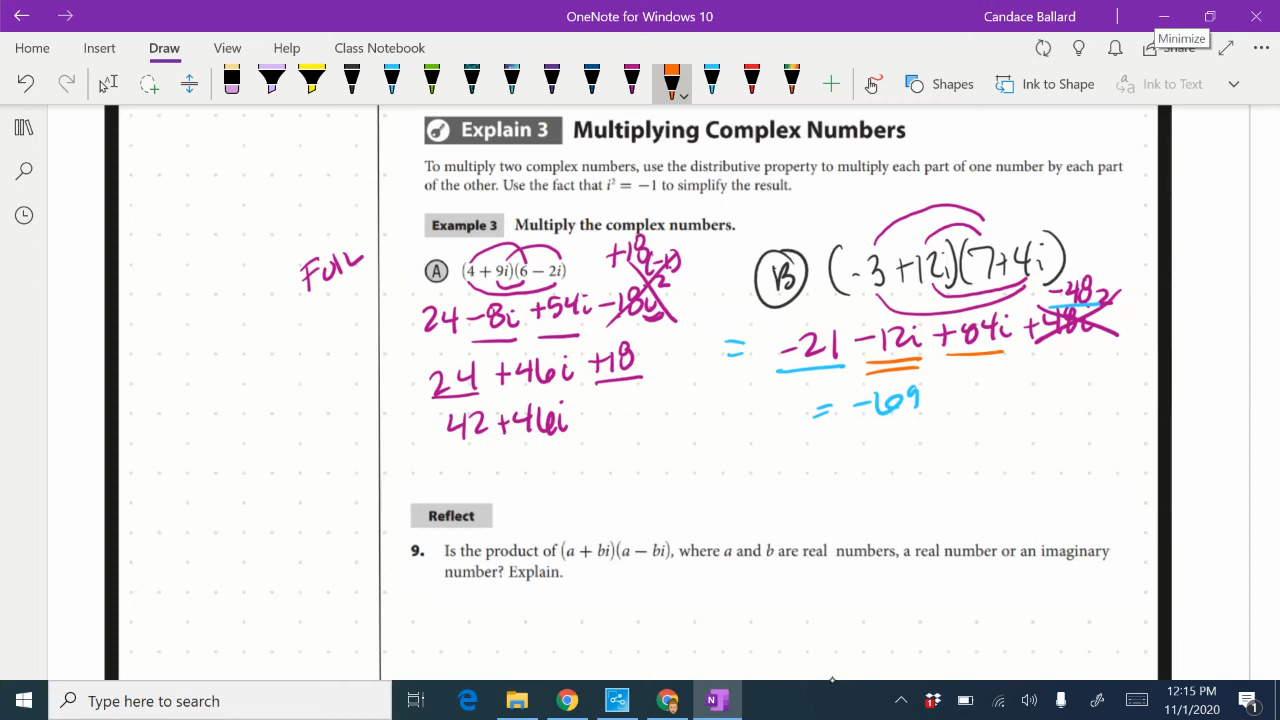 OneNote for Windows 10
Candace Ballard
Minimize
Home Insert Draw View Help Class Notebook Share
Shapes Ink to Shape Ink to Text
Explain 3 Multiplying Complex Numbers
To multiply two complex numbers, use the distributive property to multiply each part of one number by each part
of the other. Use the fact that i² = −1 to simplify the result.
Example 3 Multiply the complex numbers.
FOIL
A (4 + 9i)(6 − 2i)
+18
(-1)
24 -8i +54i -18i²
24 +46i +18
42 +46i
B (-3 +12i)(7+4i)
-48
= -21 -12i +84i +48i²
= -69
Reflect
9. Is the product of (a + bi)(a − bi), where a and b are real numbers, a real number or an imaginary
number? Explain.
Type here to search
12:15 PM
11/1/2020
1
1